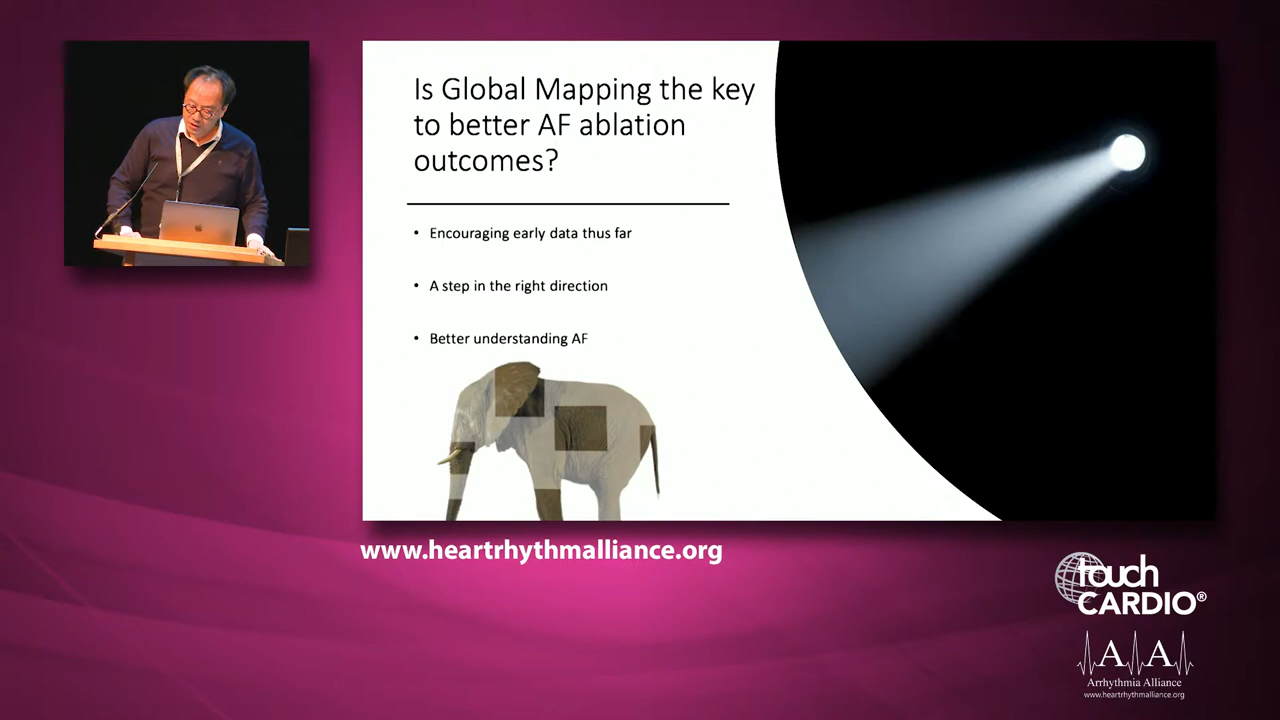 Is Global Mapping the key
to better AF ablation
outcomes?
• Encouraging early data thus far
• A step in the right direction
• Better understanding AF
www.heartrhythmalliance.org
touch
CARDIO®
A A
Arrhythmia Alliance
www.heartrhythmalliance.org